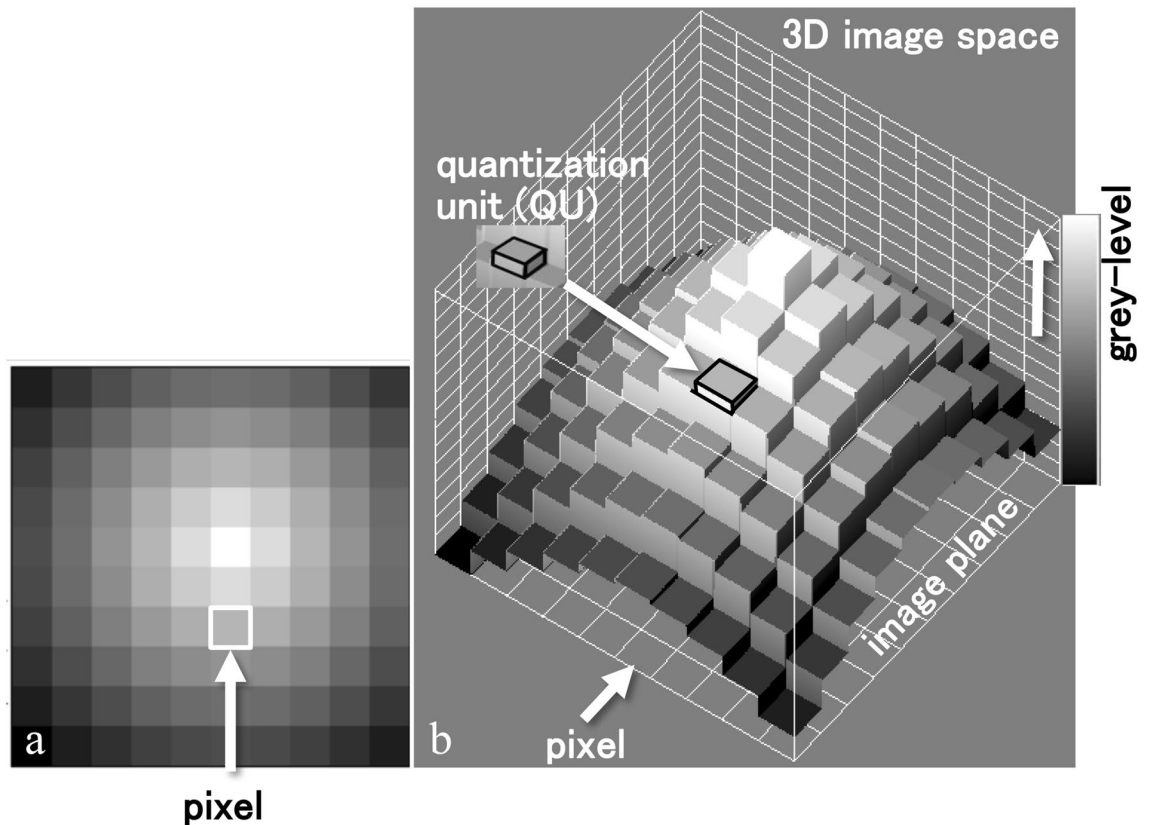 3D image space
quantization
unit (QU)
grey-level
image plane
a
b
pixel
pixel